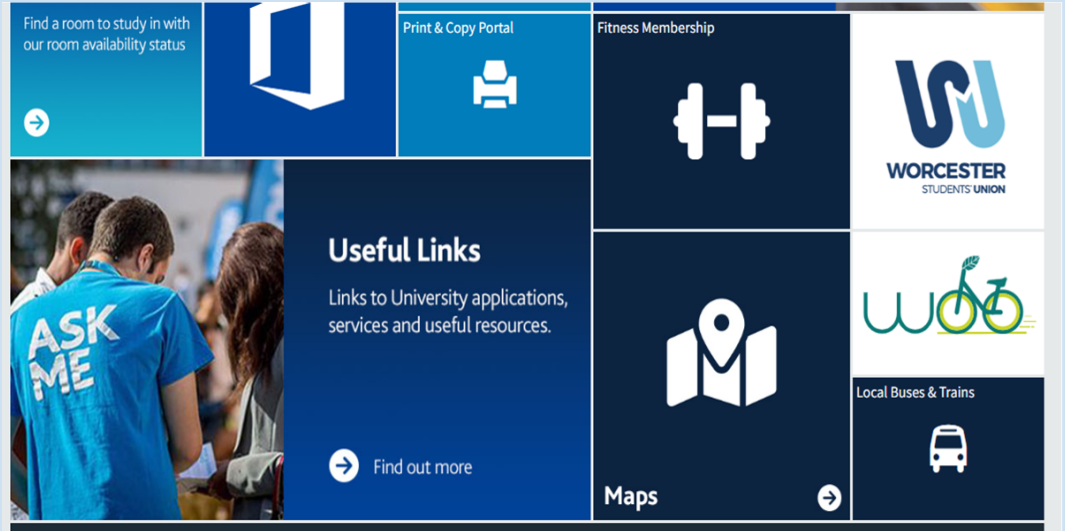 Find a room to study in with
our room availability status
Print & Copy Portal
Fitness Membership
WORCESTER
STUDENTS' UNION
ASK
ME
Useful Links
Links to University applications,
services and useful resources.
Find out more
Maps
woo
Local Buses & Trains